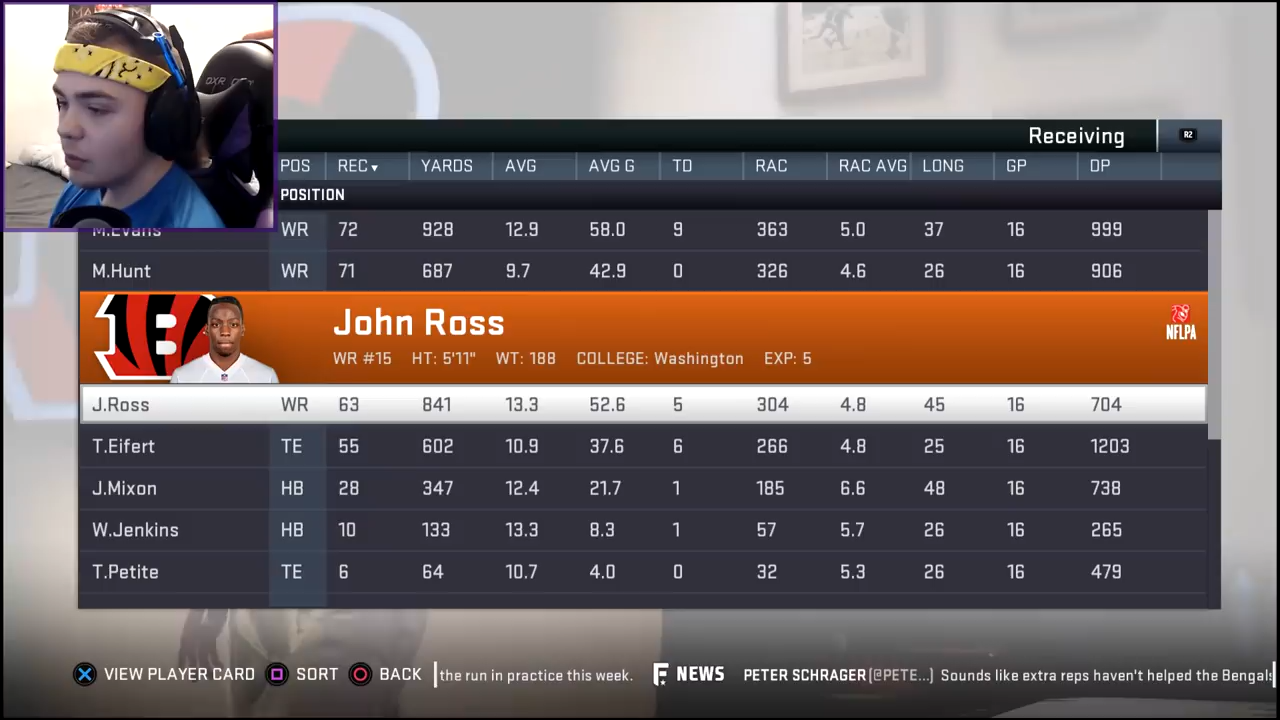 DXR
Receiving R2
POS REC▾ YARDS AVG AVG G TD RAC RAC AVG LONG GP DP
POSITION
M.Evans WR 72 928 12.9 58.0 9 363 5.0 37 16 999
M.Hunt WR 71 687 9.7 42.9 0 326 4.6 26 16 906
B John Ross
NFLPA
WR #15 HT: 5'11" WT: 188 COLLEGE: Washington EXP: 5
J.Ross WR 63 841 13.3 52.6 5 304 4.8 45 16 704
T.Eifert TE 55 602 10.9 37.6 6 266 4.8 25 16 1203
J.Mixon HB 28 347 12.4 21.7 1 185 6.6 48 16 738
W.Jenkins HB 10 133 13.3 8.3 1 57 5.7 26 16 265
T.Petite TE 6 64 10.7 4.0 0 32 5.3 26 16 479
VIEW PLAYER CARD SORT BACK the run in practice this week. F NEWS PETER SCHRAGER (@PETE...) Sounds like extra reps haven't helped the Bengals